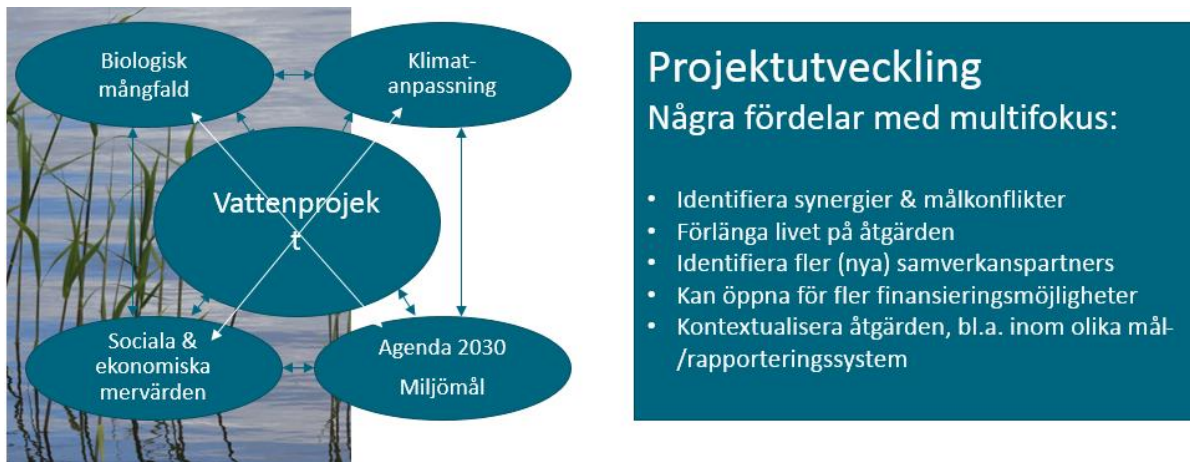 Biologisk
mångfald
Klimat-
anpassning
Vattenprojek
t
Sociala &
ekonomiska
mervärden
Agenda 2030
Miljömål
Projektutveckling
Några fördelar med multifokus:
• Identifiera synergier & målkonflikter
• Förlänga livet på åtgärden
• Identifiera fler (nya) samverkanspartners
• Kan öppna för fler finansieringsmöjligheter
• Kontextualisera åtgärden, bl.a. inom olika mål-
/rapporteringssystem